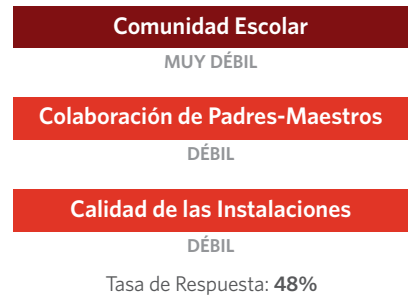 Comunidad Escolar
MUY DÉBIL
Colaboración de Padres-Maestros
DÉBIL
Calidad de las Instalaciones
DÉBIL
Tasa de Respuesta: 48%